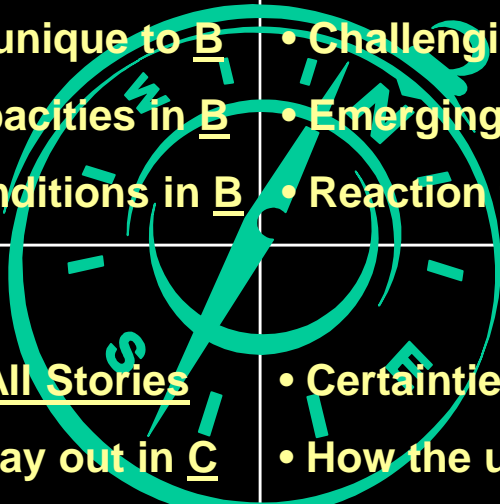 unique to B
pacities in B
nditions in B
• Challengi
• Emerging
• Reaction
All Stories
ay out in C
• Certaintie
• How the u
W
N
S
E